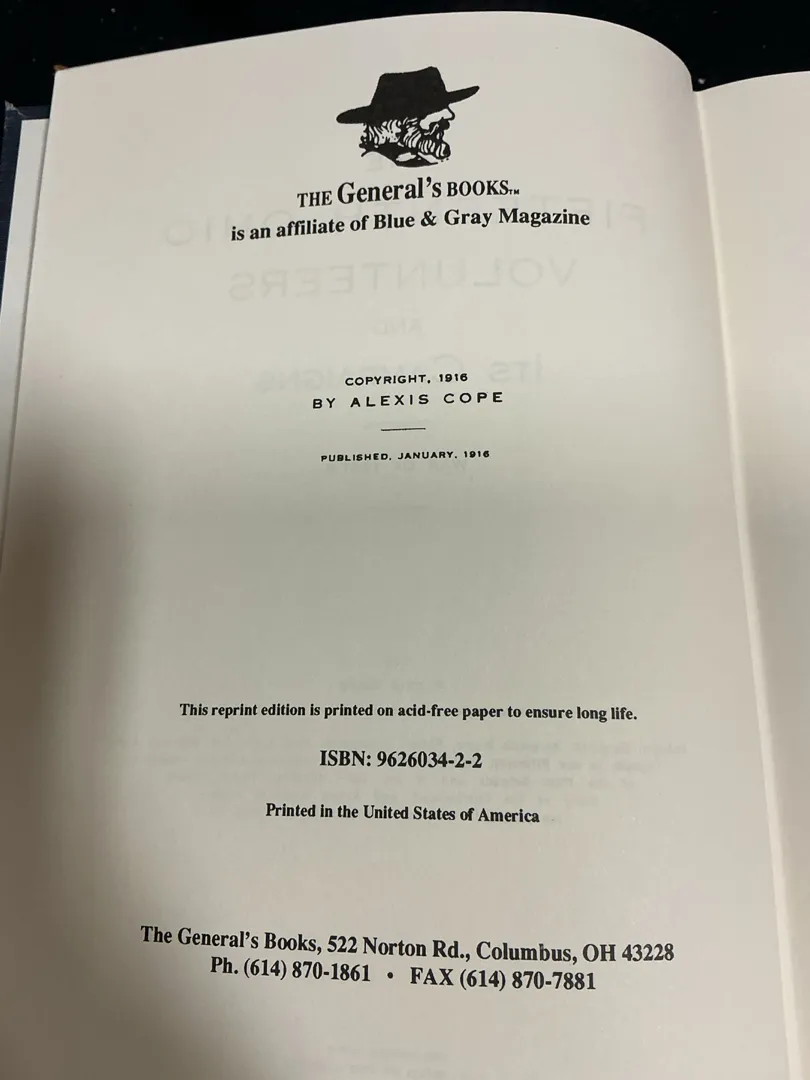 THE General's BOOKS™
is an affiliate of Blue & Gray Magazine
COPYRIGHT, 1916
BY ALEXIS COPE
PUBLISHED, JANUARY, 1916
This reprint edition is printed on acid-free paper to ensure long life.
ISBN: 9626034-2-2
Printed in the United States of America
The General's Books, 522 Norton Rd., Columbus, OH 43228
Ph. (614) 870-1861 • FAX (614) 870-7881